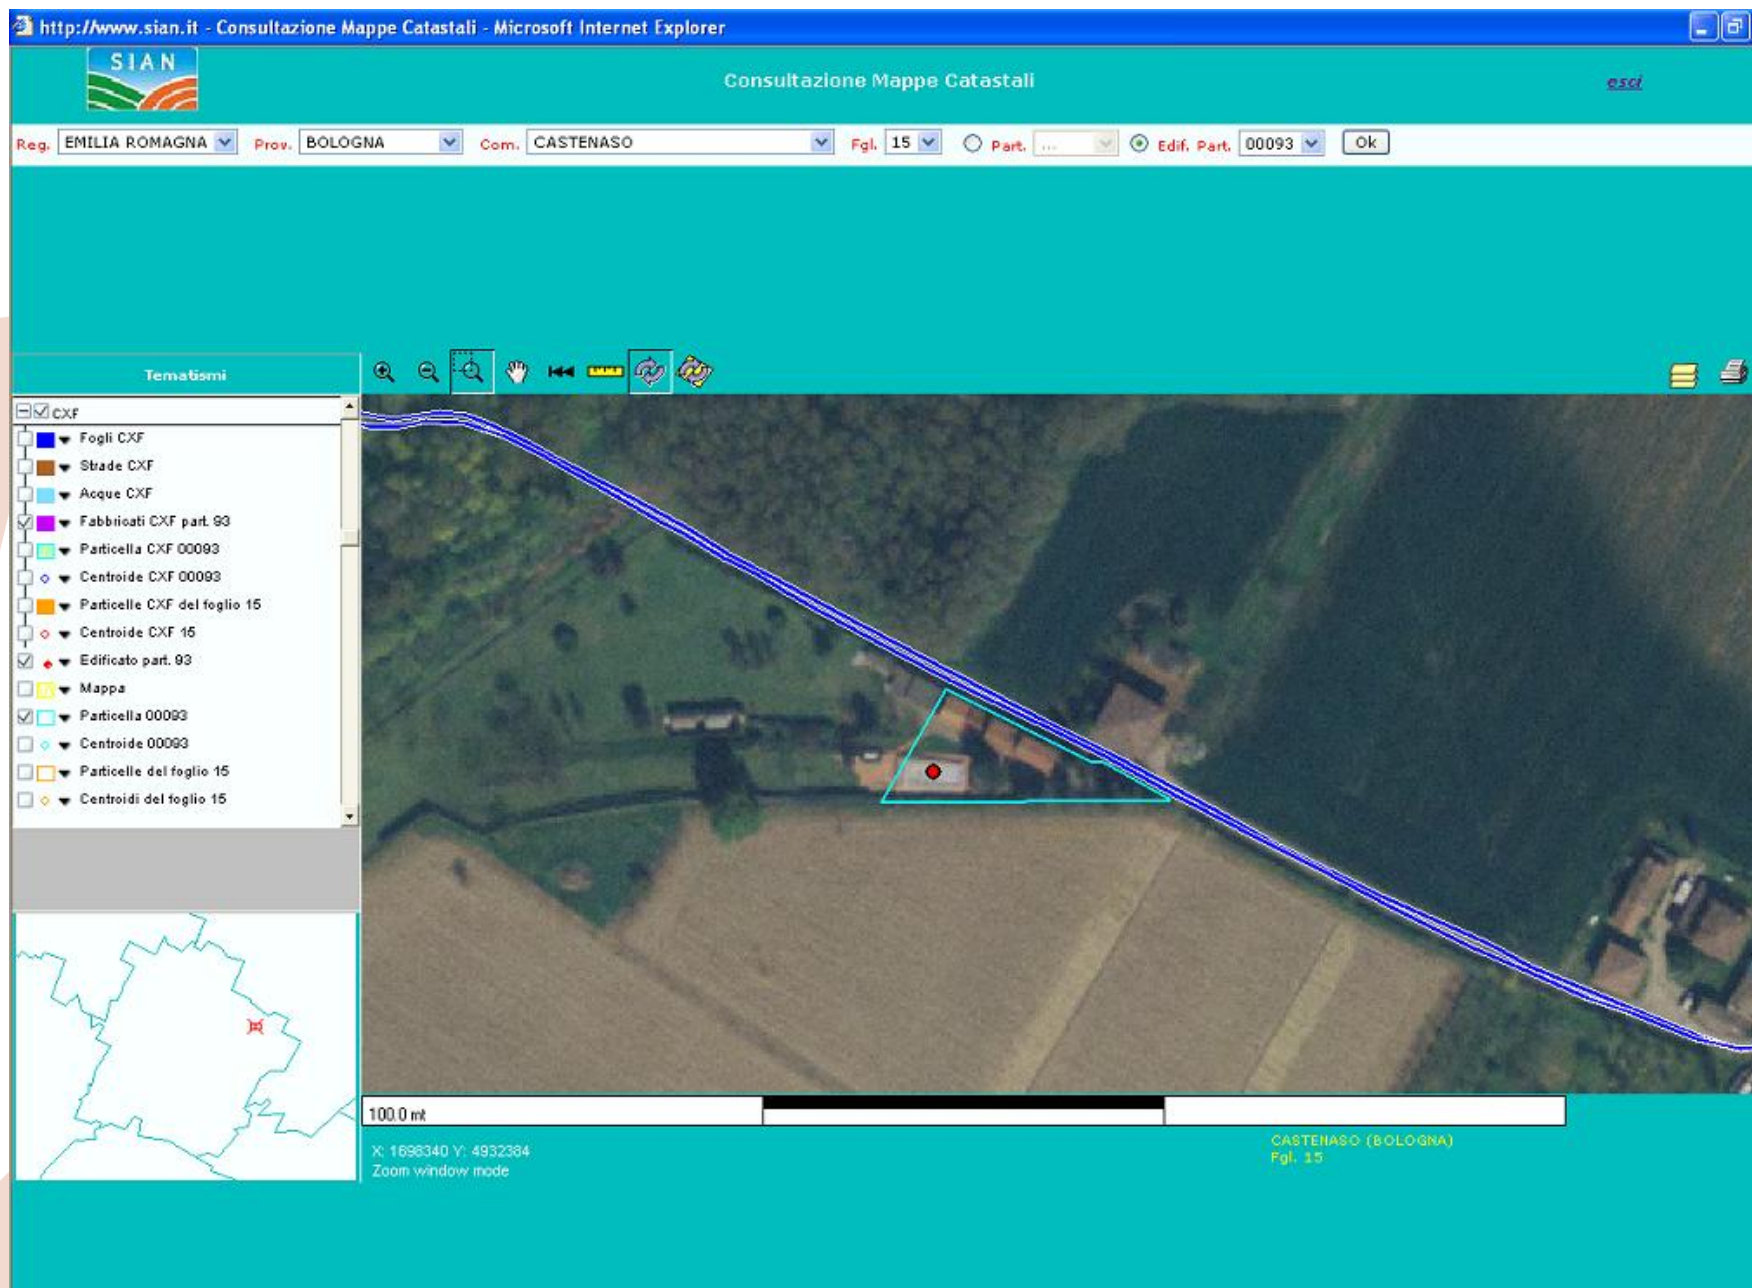 http://www.sian.it - Consultazione Mappe Catastali - Microsoft Internet Explorer
SIAN
Consultazione Mappe Catastali
esci
Reg. EMILIA ROMAGNA Prov. BOLOGNA Com. CASTENASO Fgl. 15 Part. ... Edif. Part. 00093 Ok
Tematismi
CXF
Fogli CXF
Strade CXF
Acque CXF
Fabbricati CXF part. 93
Particella CXF 00093
Centroide CXF 00093
Particelle CXF del foglio 15
Centroide CXF 15
Edificato part. 93
Mappa
Particella 00093
Centroide 00093
Particelle del foglio 15
Centroidi del foglio 15
100.0 mt
X: 1698340 Y: 4932384
Zoom window mode
CASTENASO (BOLOGNA)
Fgl. 15